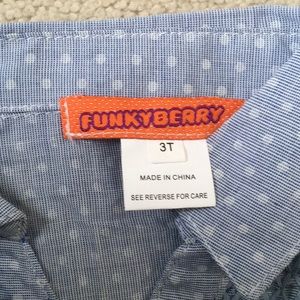 FUNKYBERRY
3T
MADE IN CHINA
SEE REVERSE FOR CARE